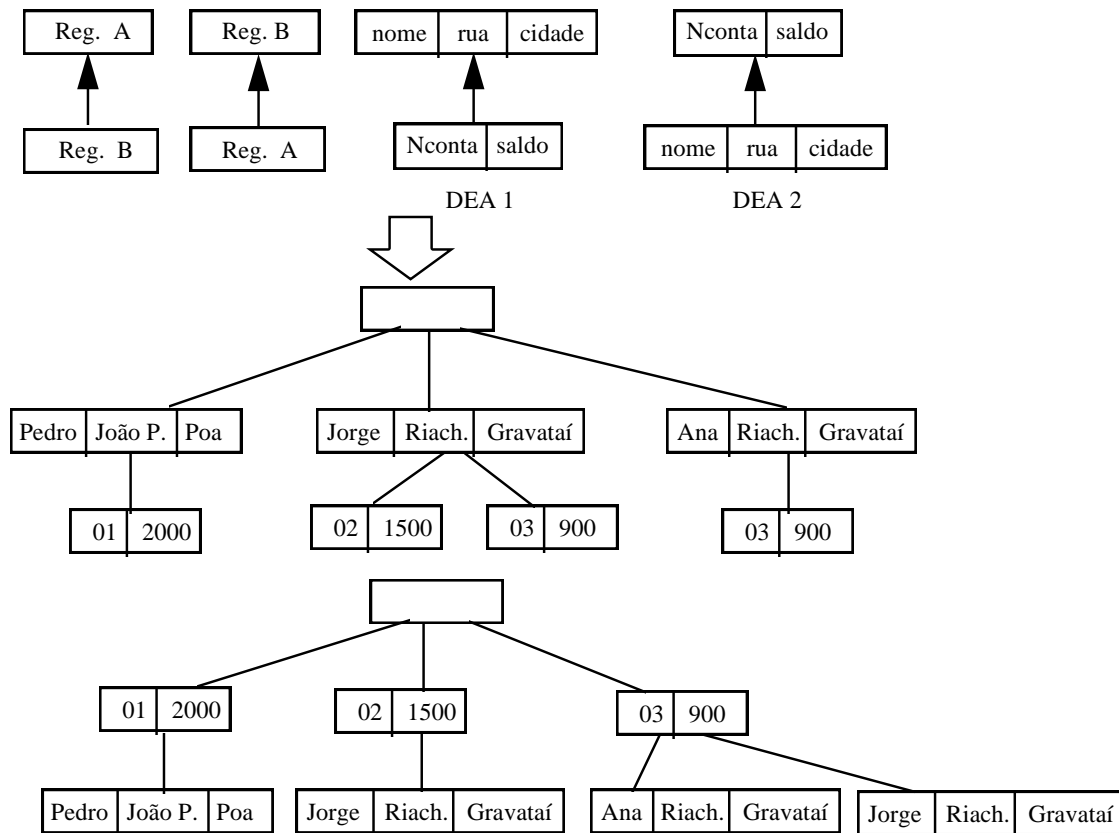 Reg. A Reg. B nome rua cidade Nconta saldo
Reg. B Reg. A Nconta saldo nome rua cidade
DEA 1 DEA 2
Pedro João P. Poa Jorge Riach. Gravataí Ana Riach. Gravataí
01 2000 02 1500 03 900 03 900
01 2000 02 1500 03 900
Pedro João P. Poa Jorge Riach. Gravataí Ana Riach. Gravataí Jorge Riach. Gravataí